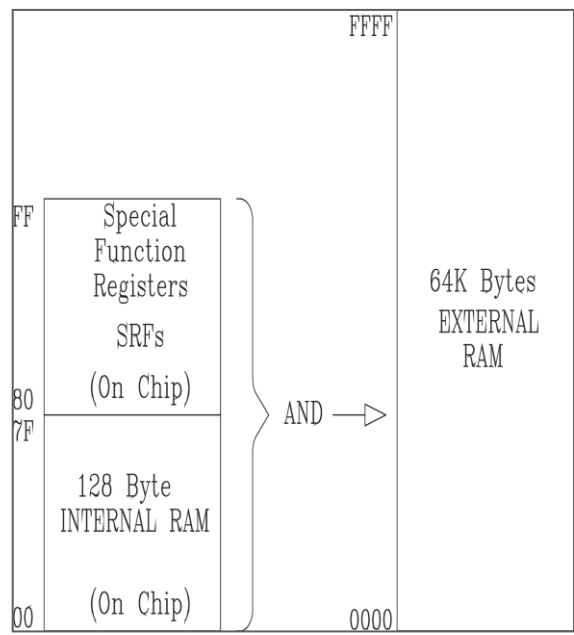 FFFF
FF
Special
Function
Registers
SRFs
(On Chip)
80
7F
128 Byte
INTERNAL RAM
(On Chip)
00
AND
0000
64K Bytes
EXTERNAL
RAM